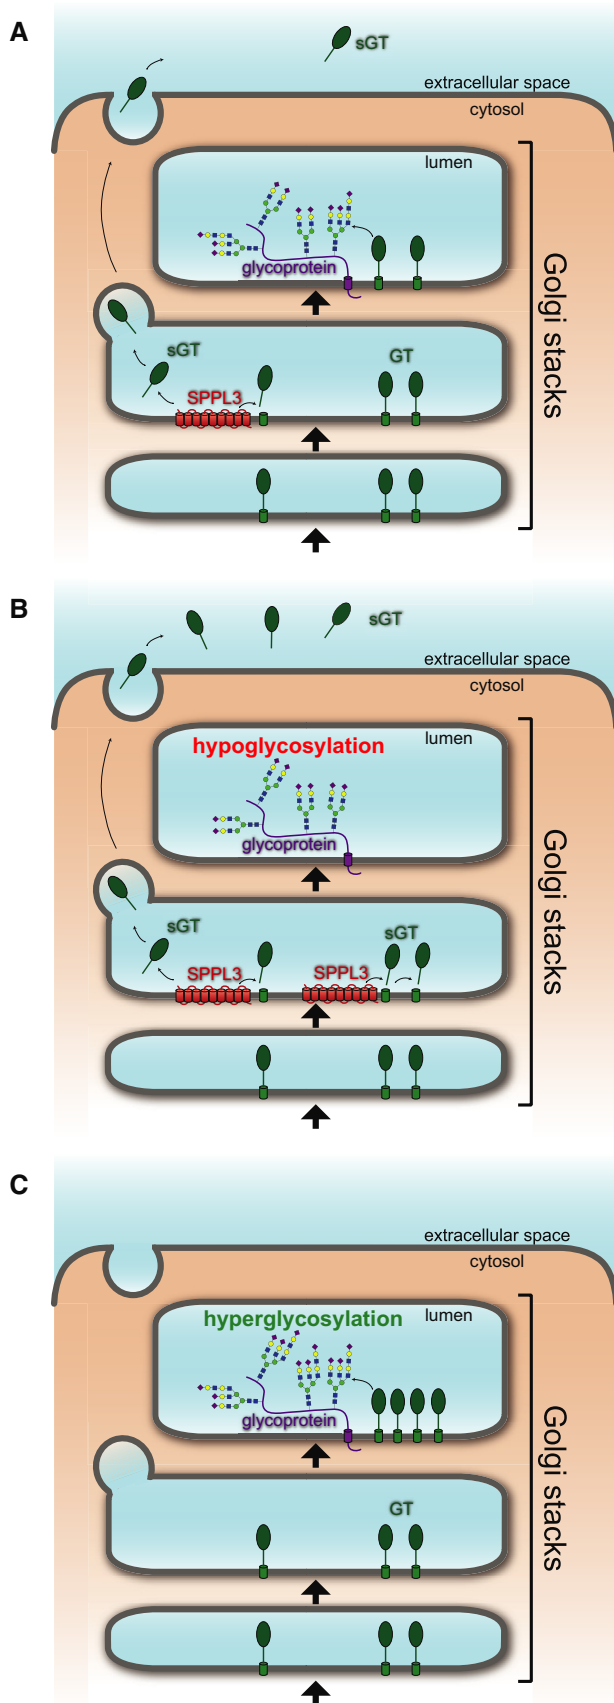 A
sGT
extracellular space
cytosol
lumen
glycoprotein
sGT
GT
SPPL3
Golgi stacks
B
sGT
extracellular space
cytosol
hypoglycosylation
lumen
glycoprotein
sGT
sGT
SPPL3
SPPL3
Golgi stacks
C
extracellular space
cytosol
hyperglycosylation
lumen
glycoprotein
GT
Golgi stacks